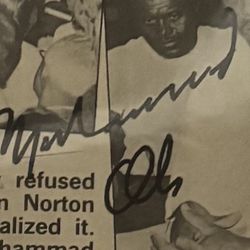 Muhammad
Ali
refused
n Norton
alized it.
hammad